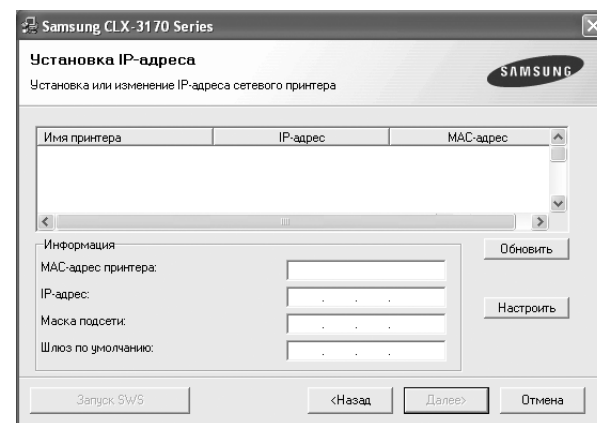 Samsung CLX-3170 Series
Установка IP-адреса
Установка или изменение IP-адреса сетевого принтера
SAMSUNG
Имя принтера IP-адрес MAC-адрес
Информация
Обновить
MAC-адрес принтера:
IP-адрес:
Настроить
Маска подсети:
Шлюз по умолчанию:
Запуск SWS <Назад Далее> Отмена